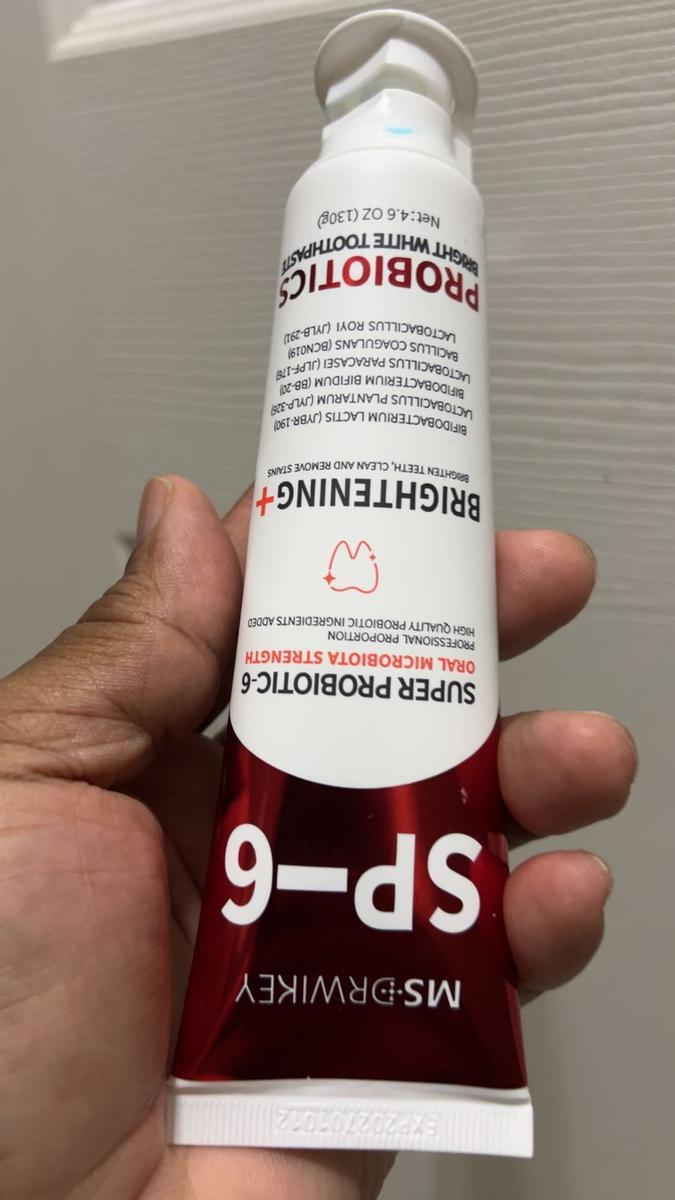 MS·DRWIKEY
SP-6
SUPER PROBIOTIC-6
ORAL MICROBIOTA STRENGTH
PROFESSIONAL PROPORTION
HIGH QUALITY PROBIOTIC INGREDIENTS ADDED
BRIGHTENING+
BRIGHTEN TEETH, CLEAN AND REMOVE STAINS
BIFIDOBACTERIUM LACTIS (JYBR-190)
LACTOBACILLUS PLANTARUM (JYLP-326)
BIFIDOBACTERIUM BIFIDUM (BB-20)
LACTOBACILLUS PARACASEI (JLPF-176)
BACILLUS COAGULANS (BCN019)
LACTOBACILLUS ROYI (JYLB-291)
PROBIOTICS
BRIGHT WHITE TOOTHPASTE
Net:4.6 OZ (130g)
EXP20270101​2